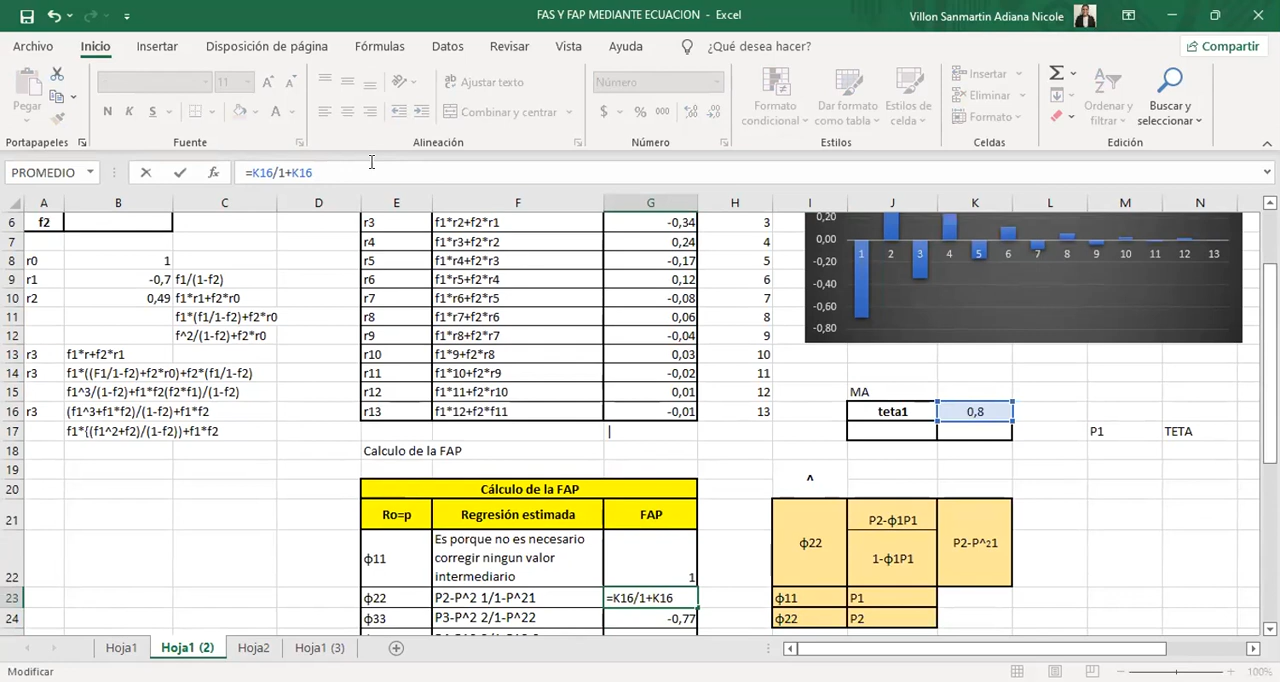 FAS Y FAP MEDIANTE ECUACION - Excel
Villon Sanmartin Adiana Nicole
Archivo Inicio Insertar Disposición de página Fórmulas Datos Revisar Vista Ayuda ¿Qué desea hacer? Compartir
Pegar
11 A A
N K S A
Ajustar texto
Combinar y centrar
Número
$ % 000
Formato condicional
Dar formato como tabla
Estilos de celda
Insertar
Eliminar
Formato
Ordenar y filtrar
Buscar y seleccionar
Portapapeles Fuente Alineación Número Estilos Celdas Edición
PROMEDIO fx =K16/1+K16
A B C D E F G H I J K L M N
6 f2 r3 f1*r2+f2*r1 -0,34 3
7 r4 f1*r3+f2*r2 0,24 4
8 r0 1 r5 f1*r4+f2*r3 -0,17 5
9 r1 -0,7 f1/(1-f2) r6 f1*r5+f2*r4 0,12 6
10 r2 0,49 f1*r1+f2*r0 r7 f1*r6+f2*r5 -0,08 7
11 f1*(f1/1-f2)+f2*r0 r8 f1*r7+f2*r6 0,06 8
12 f^2/(1-f2)+f2*r0 r9 f1*r8+f2*r7 -0,04 9
13 r3 f1*r+f2*r1 r10 f1*9+f2*r8 0,03 10
14 r3 f1*((F1/1-f2)+f2*r0)+f2*(f1/1-f2) r11 f1*10+f2*r9 -0,02 11
15 f1^3/(1-f2)+f1*f2(f2*f1)/(1-f2) r12 f1*11+f2*r10 0,01 12 MA
16 r3 (f1^3+f1*f2)/(1-f2)+f1*f2 r13 f1*12+f2*f11 -0,01 13 teta1 0,8
17 f1*{(f1^2+f2)/(1-f2))+f1*f2 P1 TETA
18 Calculo de la FAP
19
20 Cálculo de la FAP ^
21 Ro=p Regresión estimada FAP
22 φ11 Es porque no es necesario corregir ningun valor intermediario 1
φ22 P2-φ1P1 P2-P^21
1-φ1P1
23 φ22 P2-P^2 1/1-P^21 =K16/1+K16 φ11 P1
24 φ33 P3-P^2 2/1-P^22 -0,77 φ22 P2
0,20
0,00
-0,20
-0,40
-0,60
-0,80
1 2 3 4 5 6 7 8 9 10 11 12 13
Hoja1 Hoja1 (2) Hoja2 Hoja1 (3)
Modificar 100%